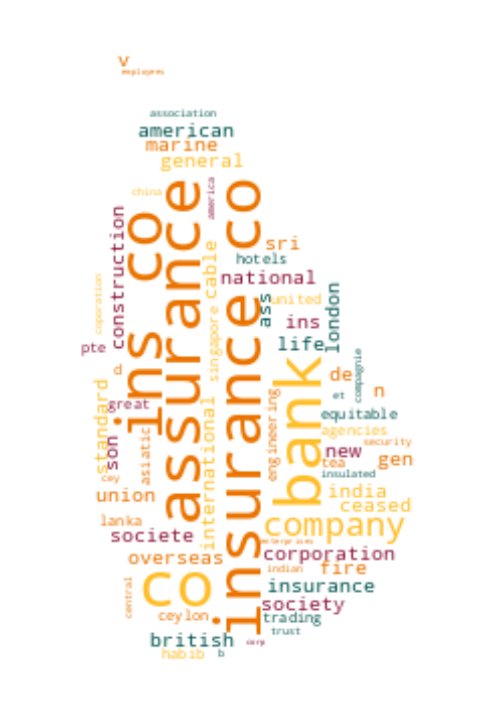 v
employees
association
american
marine
general
china
america
ins co
assurance
insurance co
construction
sri
hotels
cable
national
coporation
singapore
ass
united
london
ins
life
pte
compagnie
d
de
n
bank
et
standard
great
equitable
engineering
son
asiatic
international
agencies
security
new
tea
gen
cey
insulated
union
india
ceased
lanka
company
societe
enterprises
overseas
corporation
indian
fire
central
co
insurance
society
ceylon
trading
trust
british
corp
habib
b